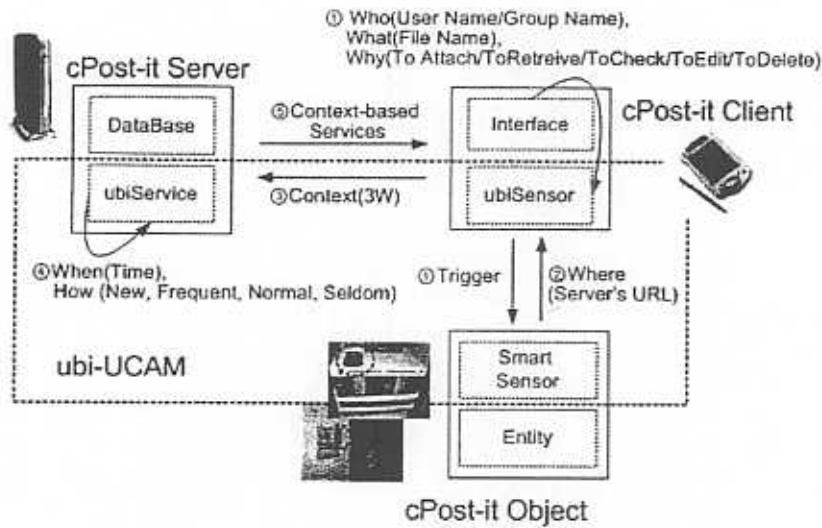 ① Who(User Name/Group Name),
What(File Name),
Why(To Attach/ToRetreive/ToCheck/ToEdit/ToDelete)
cPost-it Server
DataBase
ubiService
⑤Context-based
Services
③Context(3W)
Interface
ubiSensor
cPost-it Client
④When(Time),
How (New, Frequent, Normal, Seldom)
①Trigger
②Where
(Server's URL)
ubi-UCAM
Smart
Sensor
Entity
cPost-it Object